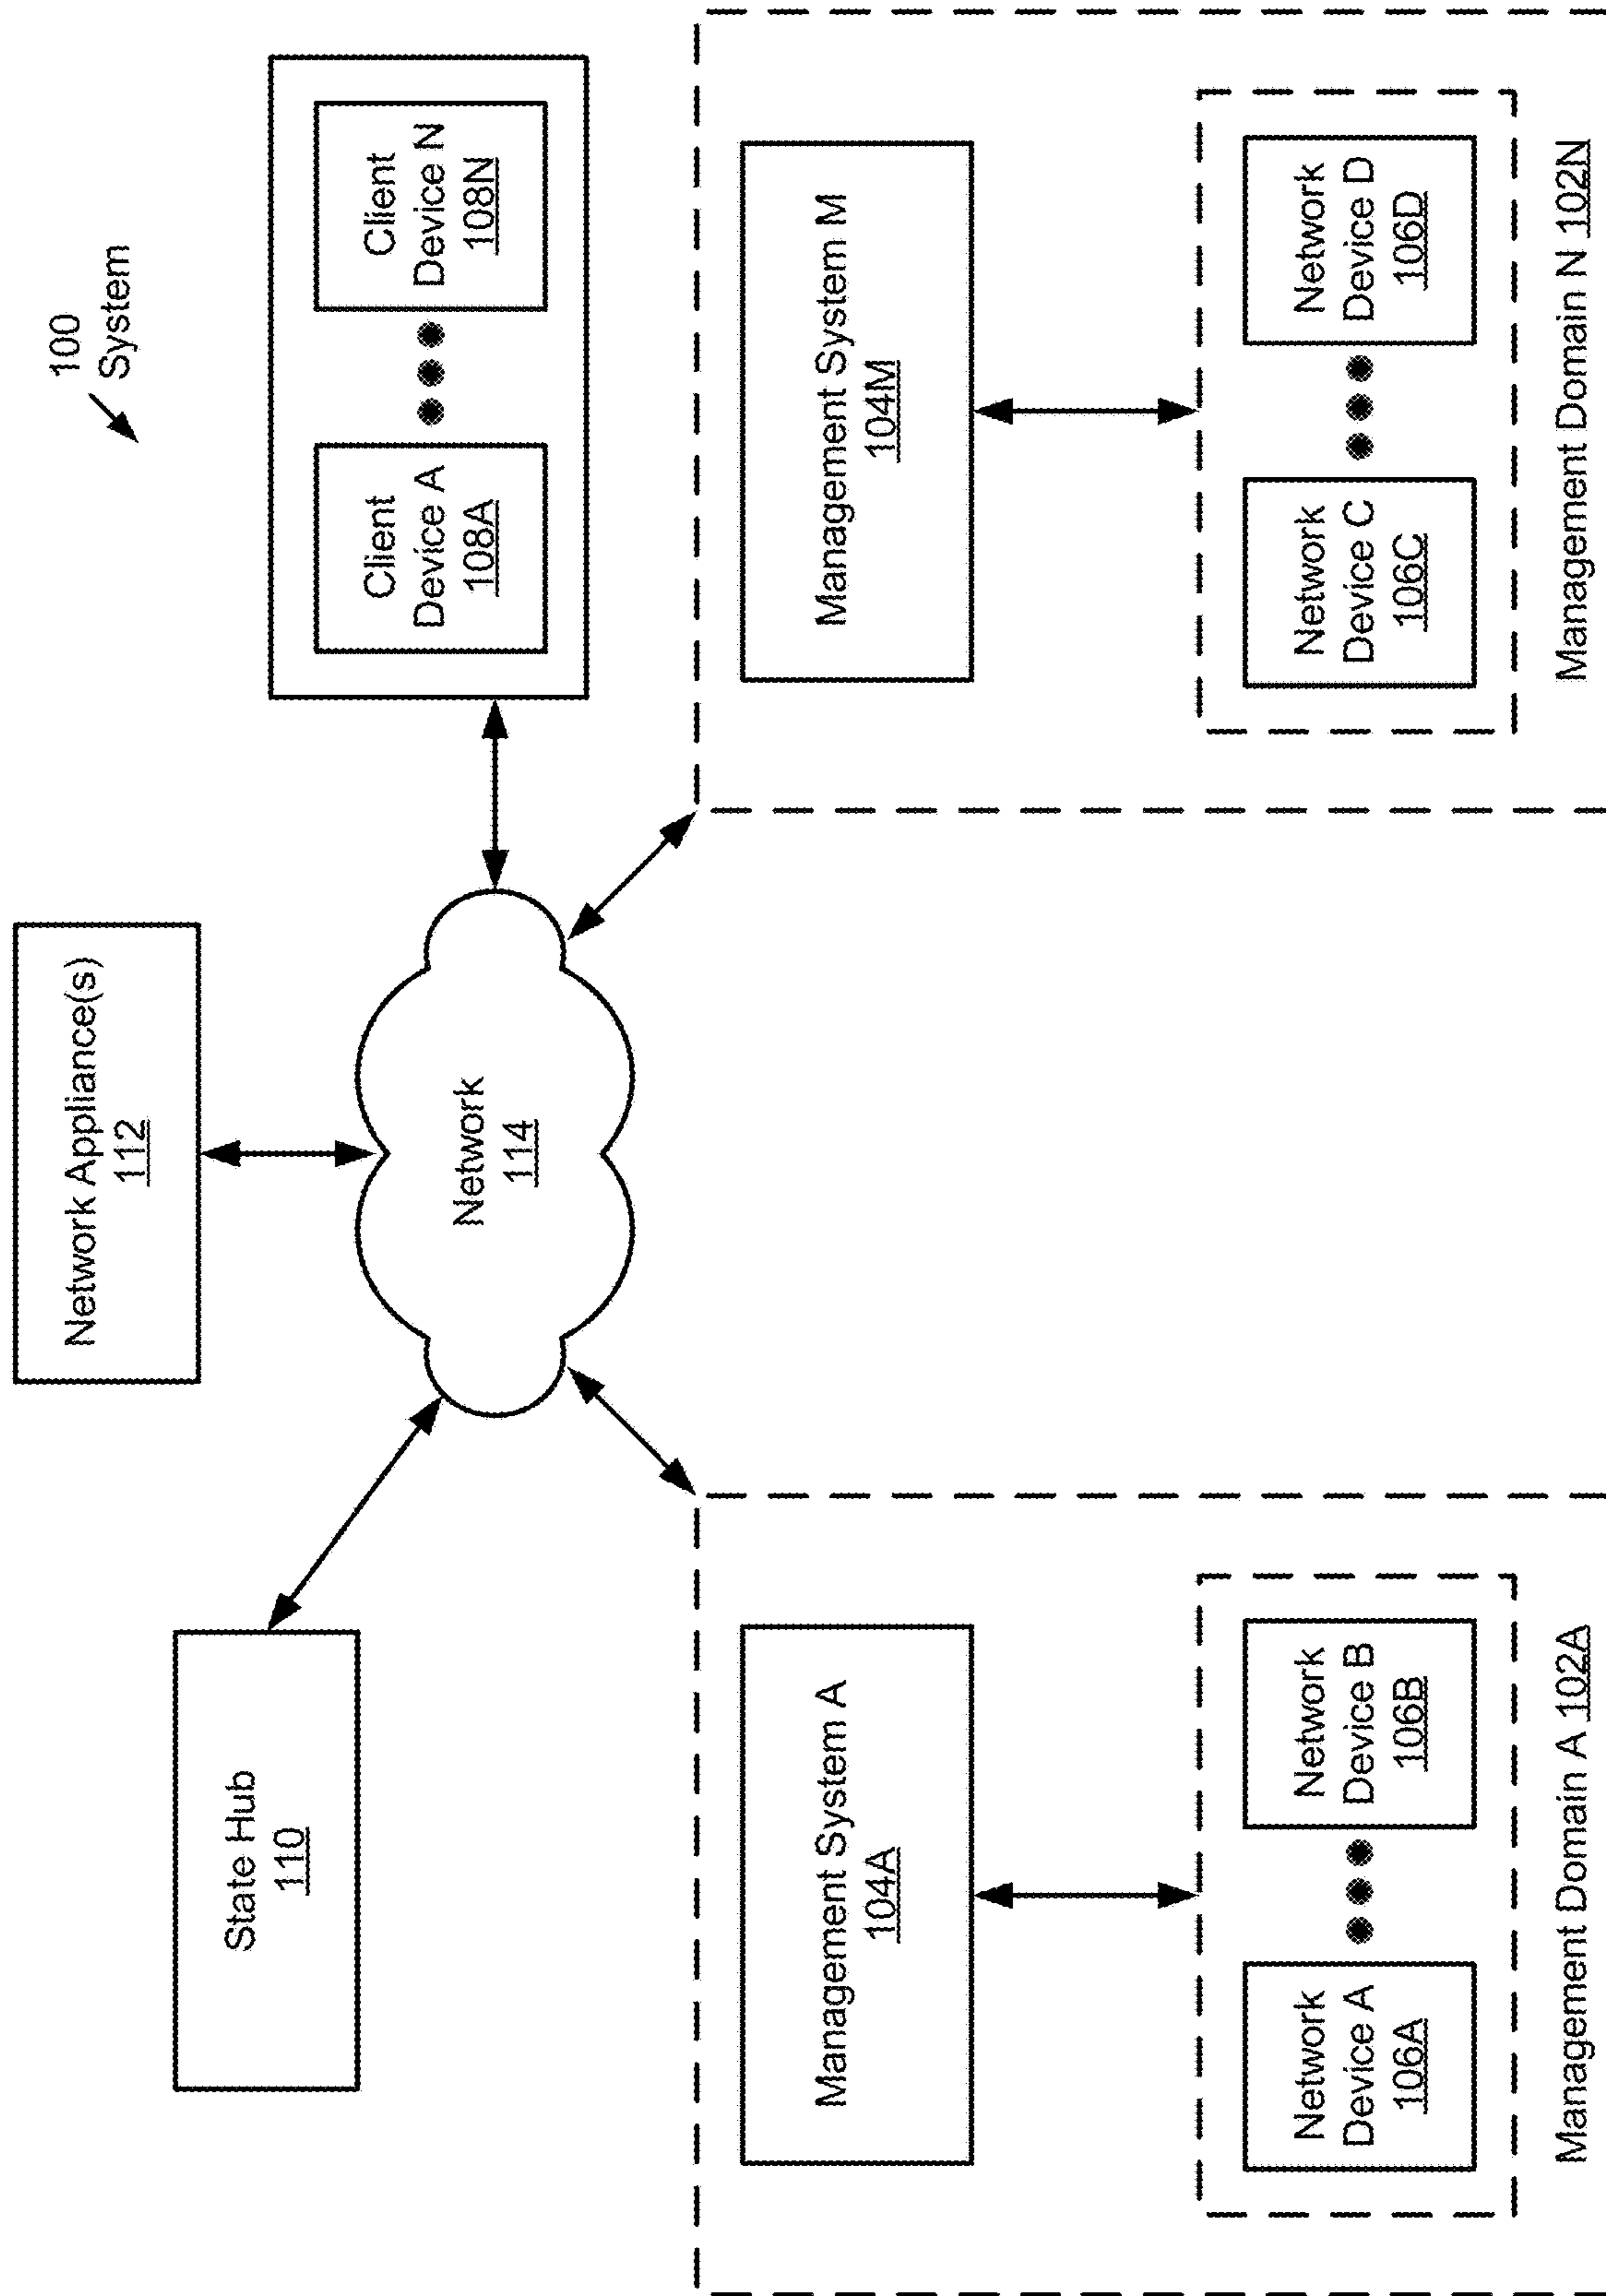 100
System
Network Appliance(s)
112
State Hub
110
Network
114
Client
Device A
108A
Client
Device N
108N
Management System A
104A
Network
Device A
106A
Network
Device B
106B
Management Domain A 102A
Management System M
104M
Network
Device C
106C
Network
Device D
106D
Management Domain N 102N